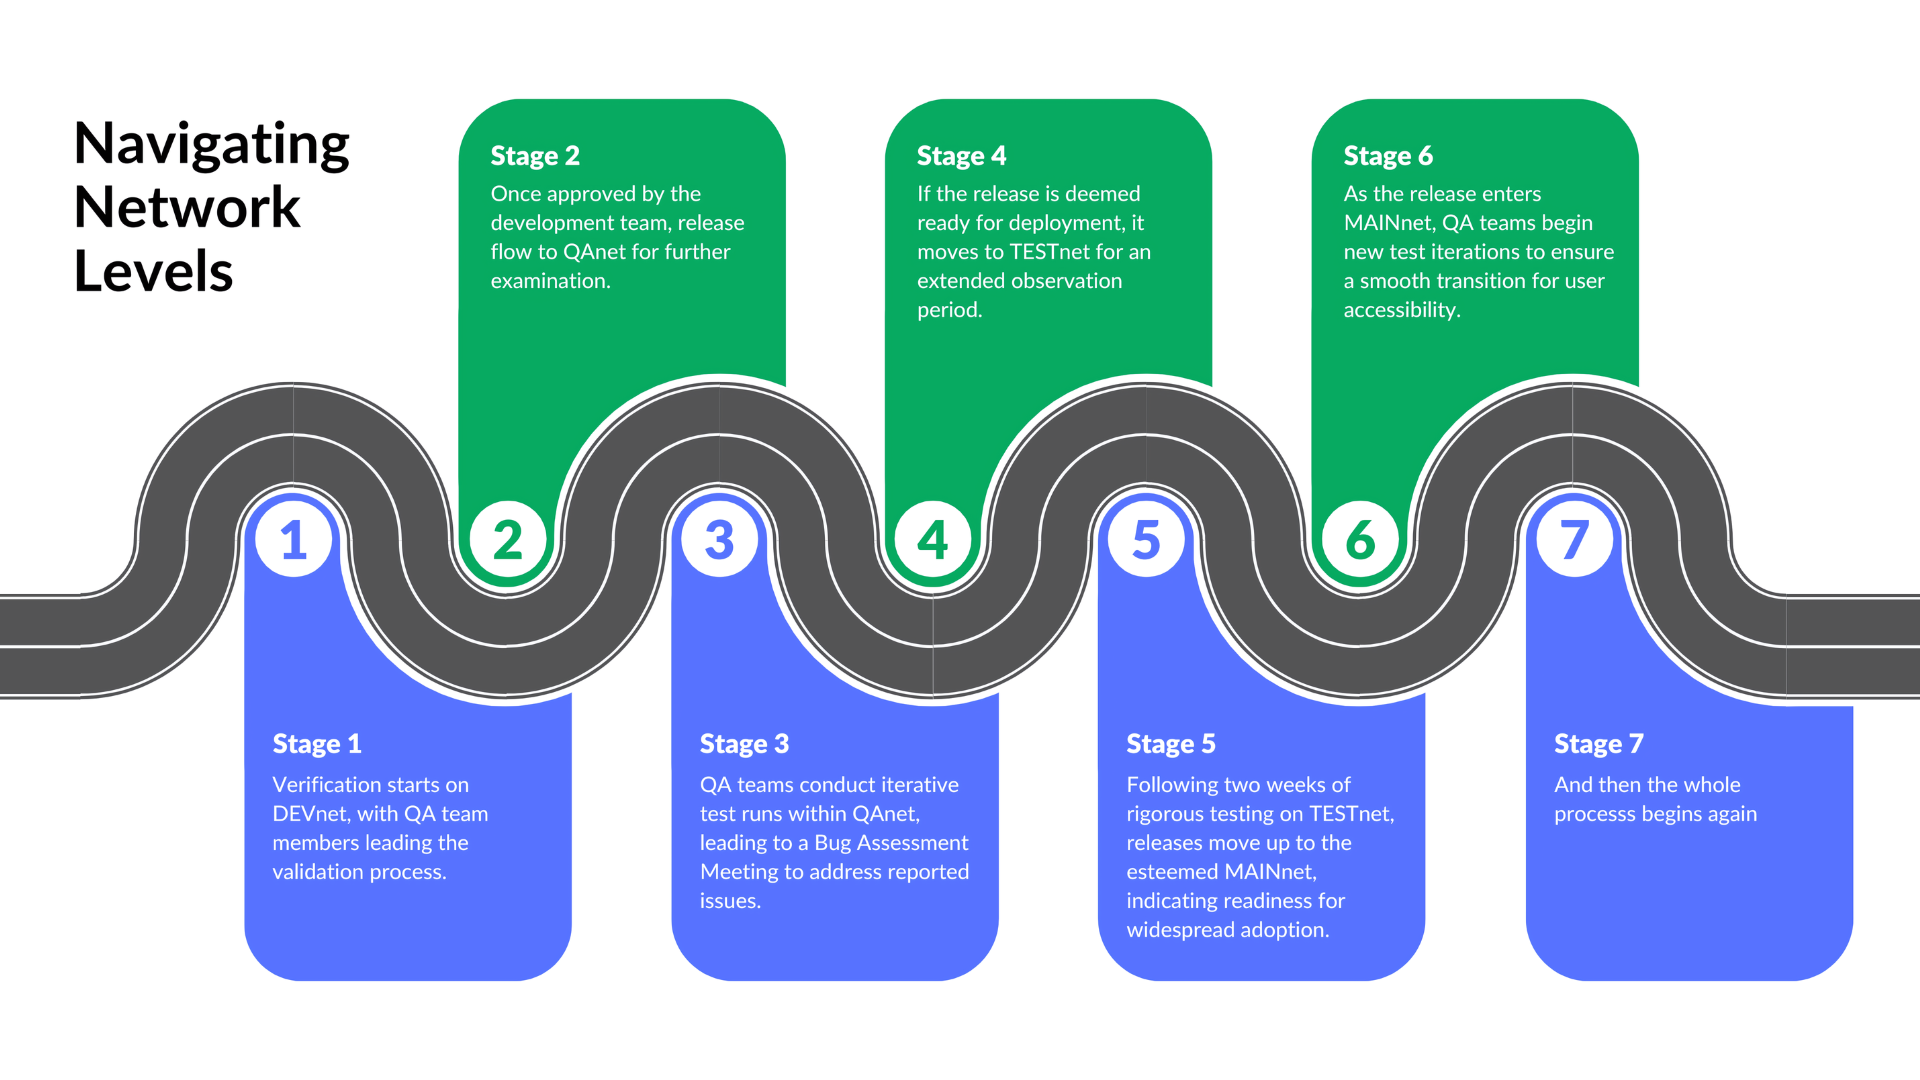 Navigating
Network
Levels
1
Stage 1
Verification starts on
DEVnet, with QA team
members leading the
validation process.
2
Stage 2
Once approved by the
development team, release
flow to QAnet for further
examination.
3
Stage 3
QA teams conduct iterative
test runs within QAnet,
leading to a Bug Assessment
Meeting to address reported
issues.
4
Stage 4
If the release is deemed
ready for deployment, it
moves to TESTnet for an
extended observation
period.
5
Stage 5
Following two weeks of
rigorous testing on TESTnet,
releases move up to the
esteemed MAINnet,
indicating readiness for
widespread adoption.
6
Stage 6
As the release enters
MAINnet, QA teams begin
new test iterations to ensure
a smooth transition for user
accessibility.
7
Stage 7
And then the whole
processs begins again